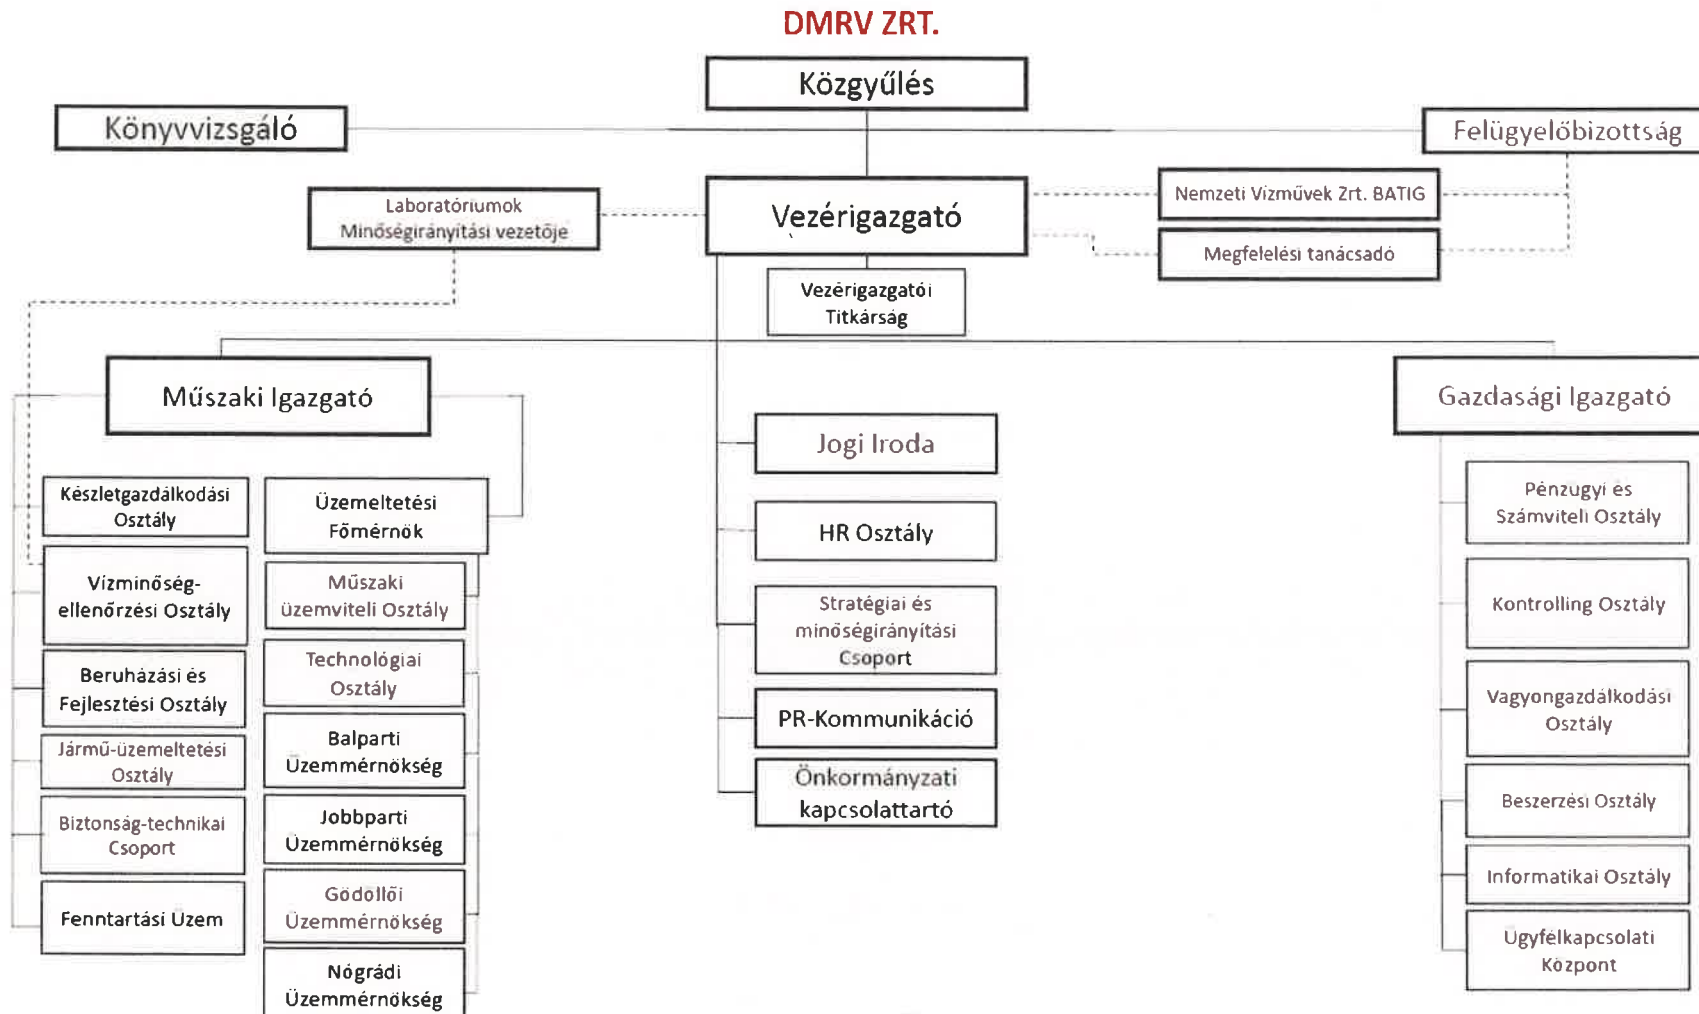 DMRV ZRT.
Közgyűlés
Könyvvizsgáló
Felügyelőbizottság
Laboratóriumok
Minőségirányítási vezetője
Vezérigazgató
Nemzeti Vízművek Zrt. BATIG
Megfelelési tanácsadó
Vezérigazgatói
Titkárság
Műszaki Igazgató
Gazdasági Igazgató
Készletgazdálkodási
Osztály
Vízminőség-
ellenőrzési Osztály
Beruházási és
Fejlesztési Osztály
Jármű-üzemeltetési
Osztály
Biztonság-technikai
Csoport
Fenntartási Üzem
Üzemeltetési
Főmérnök
Műszaki
üzemviteli Osztály
Technológiai
Osztály
Balparti
Üzemmérnökség
Jobbparti
Üzemmérnökség
Gödöllői
Üzemmérnökség
Nógrádi
Üzemmérnökség
Jogi Iroda
HR Osztály
Stratégiai és
minőségirányítási
Csoport
PR-Kommunikáció
Önkormányzati
kapcsolattartó
Pénzügyi és
Számviteli Osztály
Kontrolling Osztály
Vagyongazdálkodási
Osztály
Beszerzési Osztály
Informatikai Osztály
Ügyfélkapcsolati
Központ